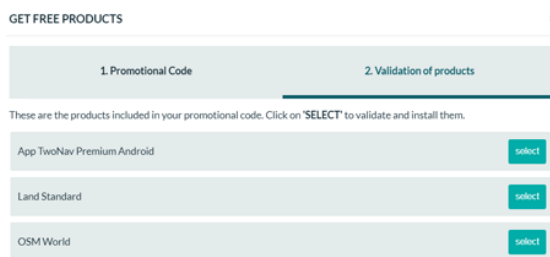 GET FREE PRODUCTS
1. Promotional Code
2. Validation of products
These are the products included in your promotional code. Click on 'SELECT' to validate and install them.
App TwoNav Premium Android
select
Land Standard
select
OSM World
select